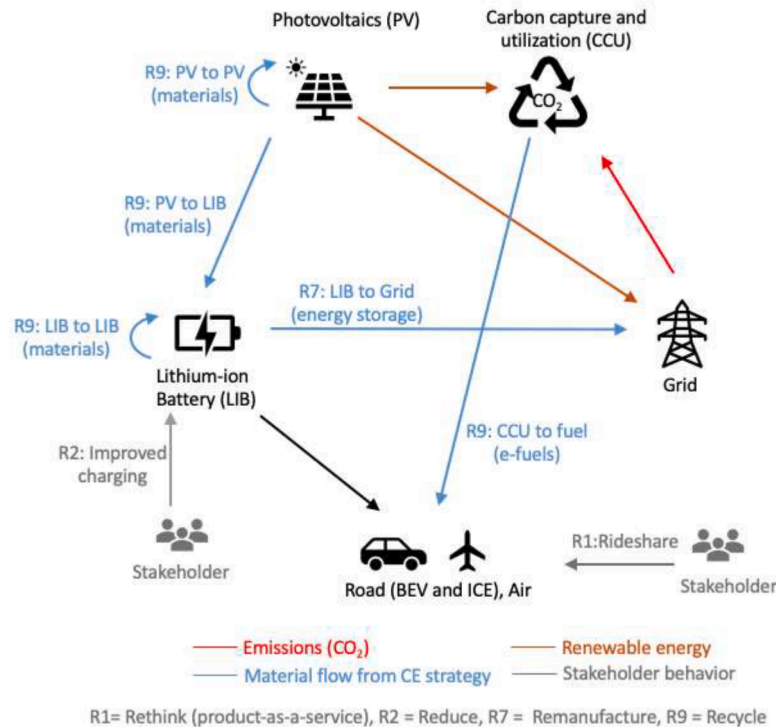 Photovoltaics (PV)
Carbon capture and
utilization (CCU)
R9: PV to PV
(materials)
CO₂
R9: PV to LIB
(materials)
R7: LIB to Grid
(energy storage)
R9: LIB to LIB
(materials)
Lithium-ion
Battery (LIB)
Grid
R2: Improved
charging
R9: CCU to fuel
(e-fuels)
R1:Rideshare
Stakeholder
Stakeholder
Road (BEV and ICE), Air
Emissions (CO₂)
Renewable energy
Material flow from CE strategy
Stakeholder behavior
R1= Rethink (product-as-a-service), R2 = Reduce, R7 = Remanufacture, R9 = Recycle